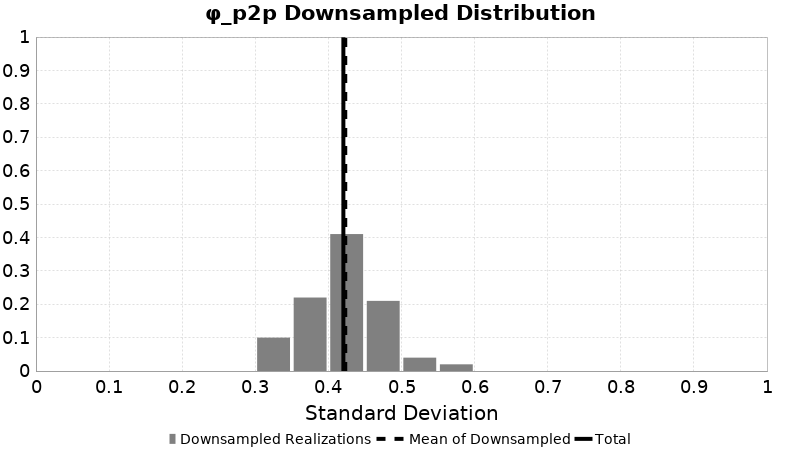 φ_p2p Downsampled Distribution
1
0.9
0.8
0.7
0.6
0.5
0.4
0.3
0.2
0.1
0
0 0.1 0.2 0.3 0.4 0.5 0.6 0.7 0.8 0.9 1
Standard Deviation
Downsampled Realizations Mean of Downsampled Total